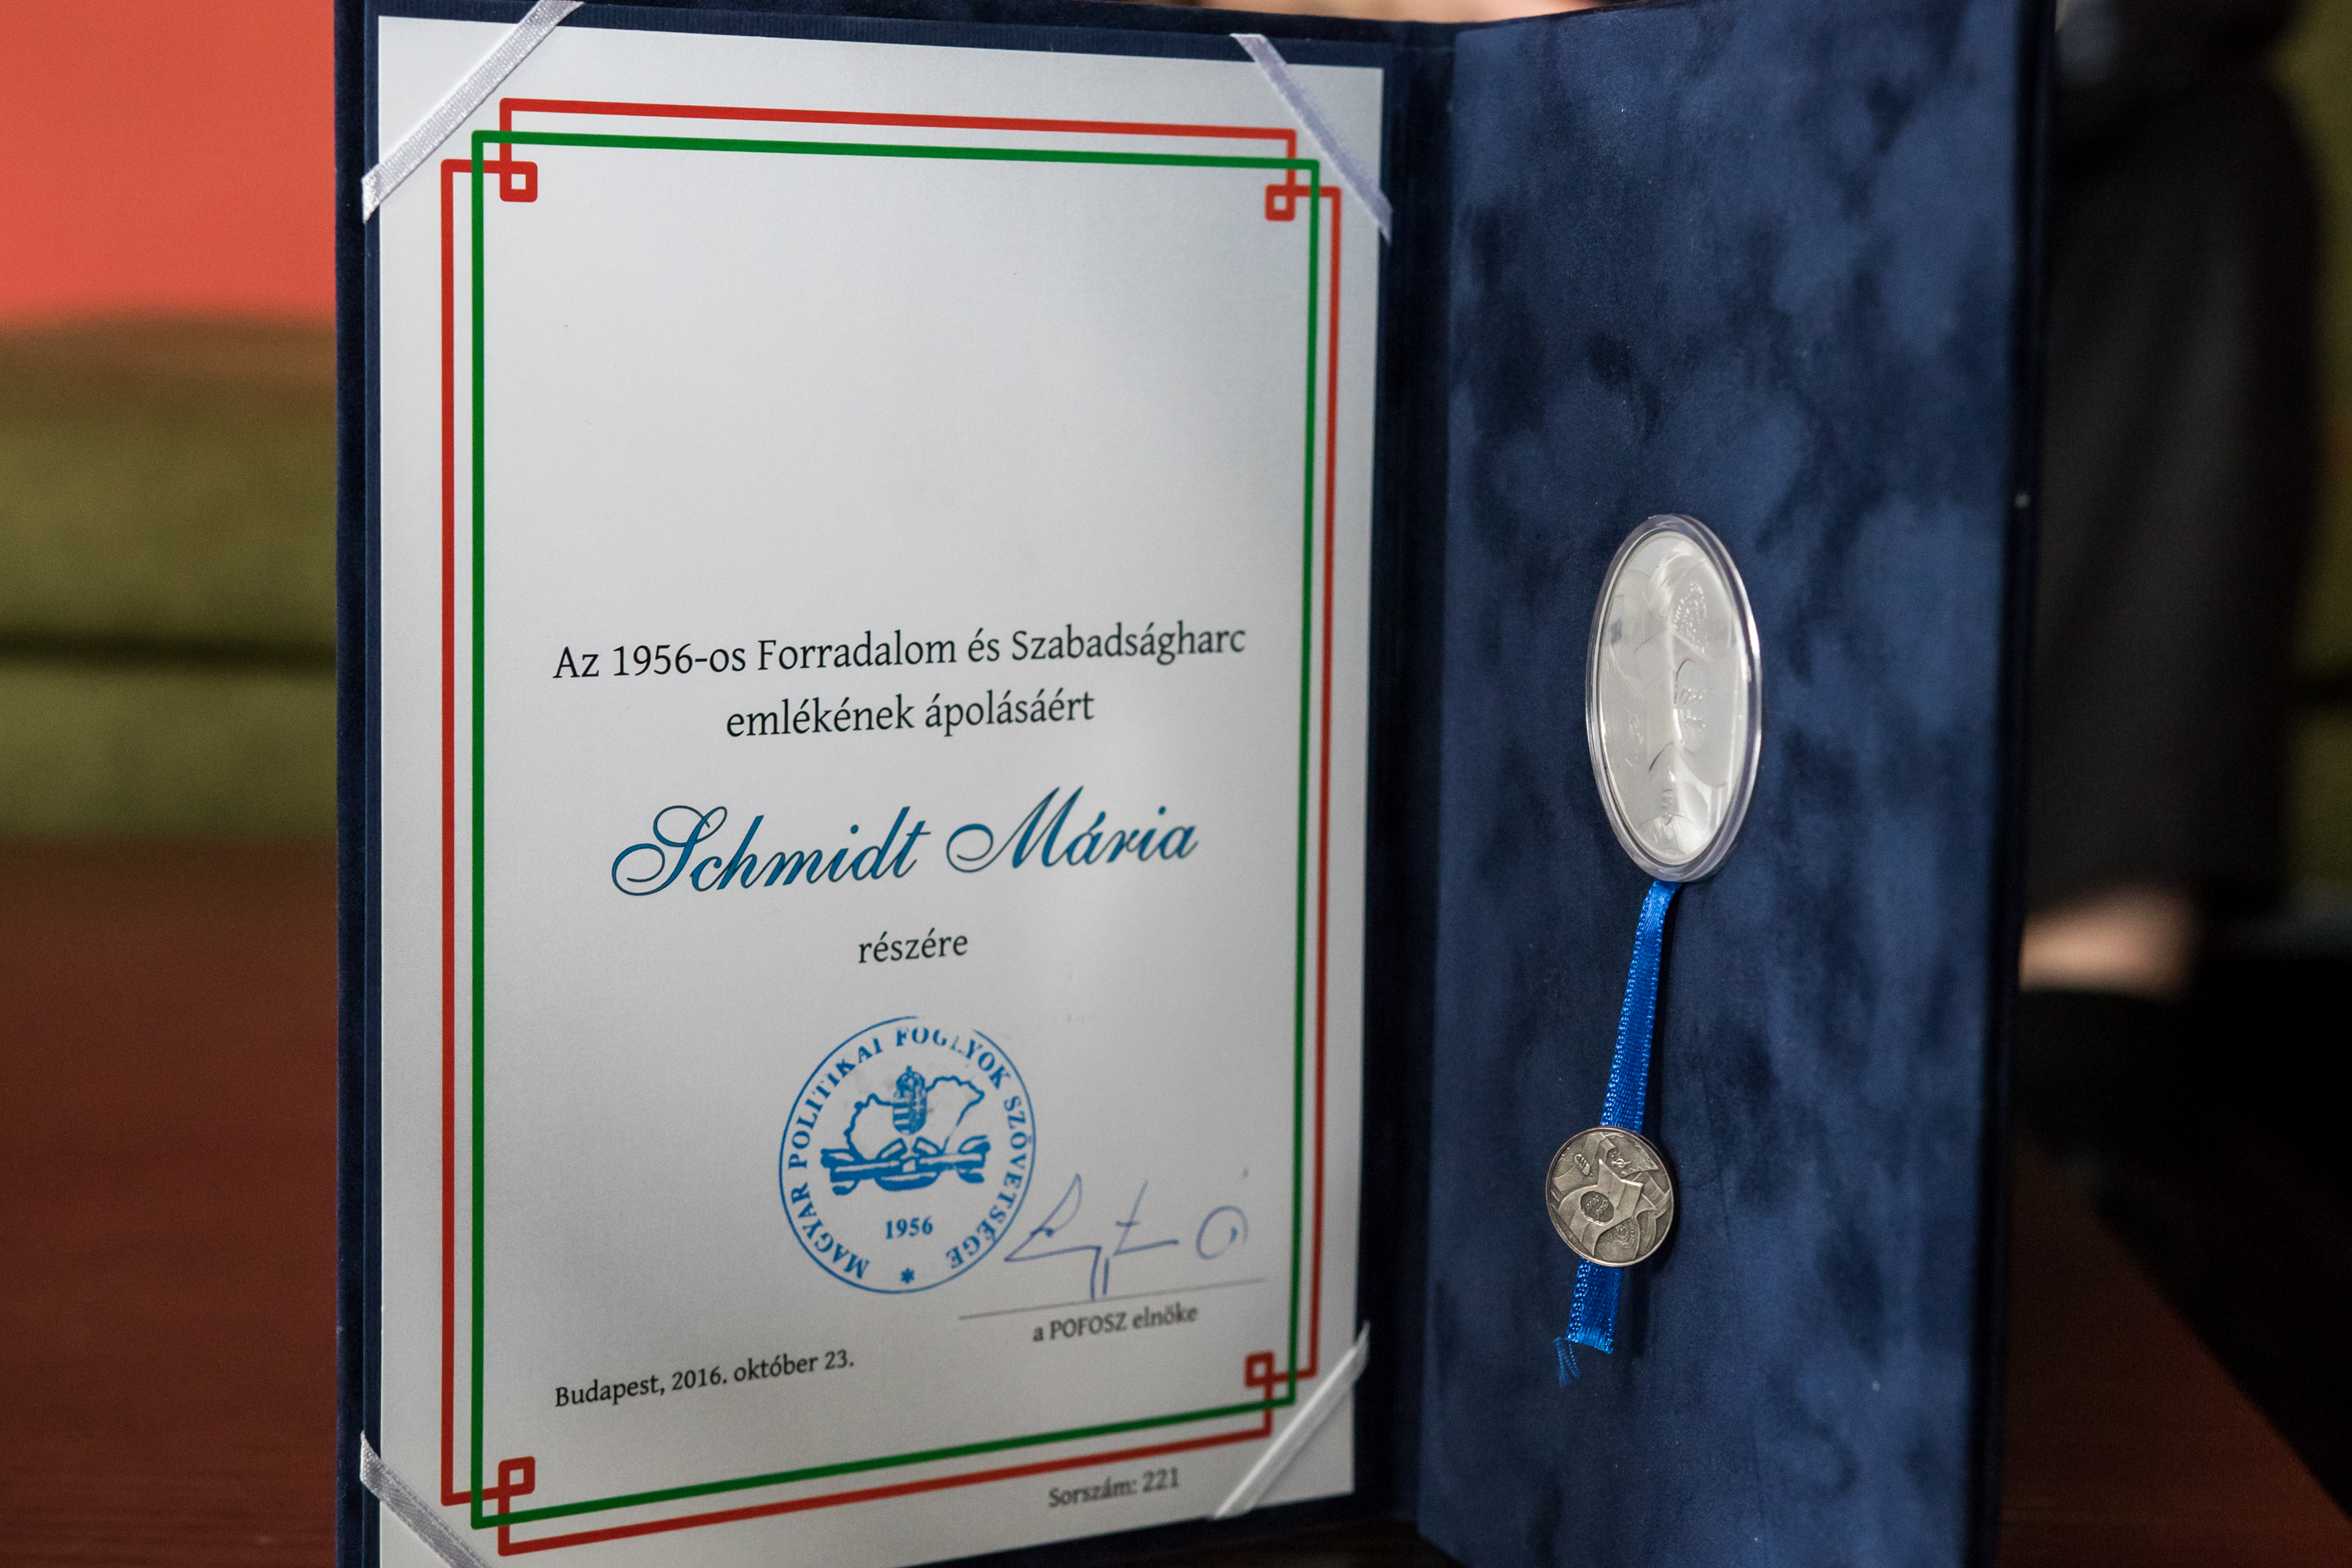 Az 1956-os Forradalom és Szabadságharc
emlékének ápolásáért
Schmidt Mária
részére
MAGYAR POLITIKAI FOGLYOK SZÖVETSÉGE
1956
*
a POFOSZ elnöke
Budapest, 2016. október 23.
Sorszám: 221